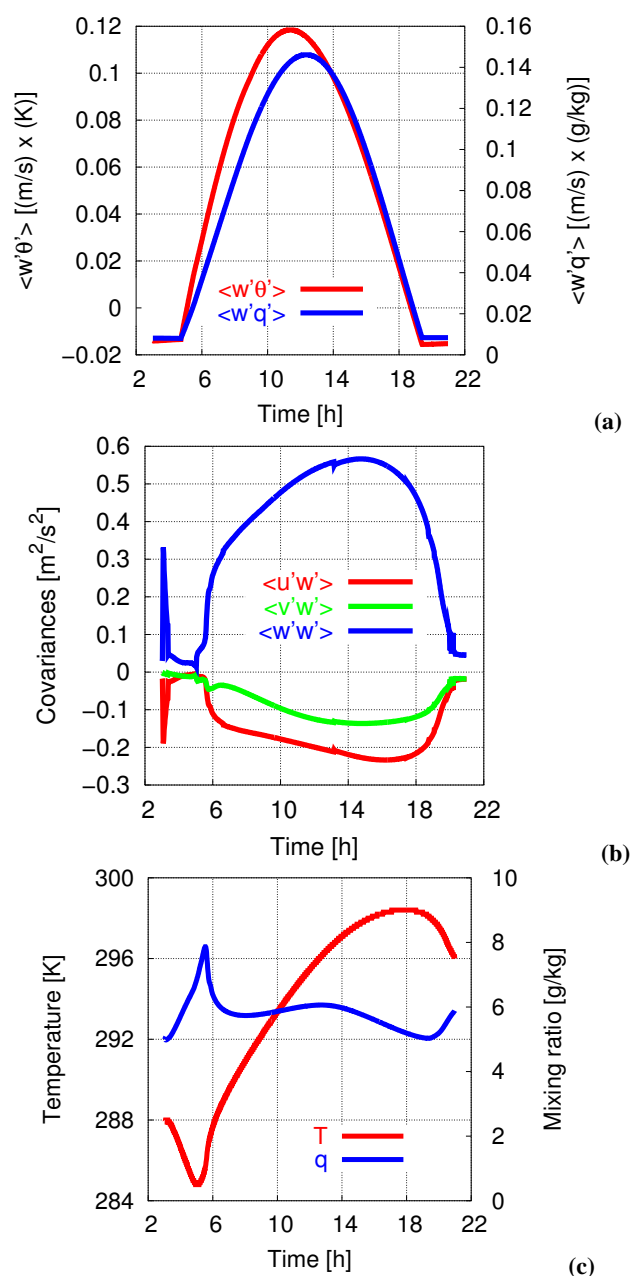 0.12
0.1
0.08
0.06
0.04
0.02
0
−0.02
<w'θ'> [(m/s) x (K)]
0.16
0.14
0.12
0.1
0.08
0.06
0.04
0.02
0
<w'q'> [(m/s) x (g/kg)]
<w'θ'>
<w'q'>
2 6 10 14 18 22
Time [h]
(a)
0.6
0.5
0.4
0.3
0.2
0.1
0
−0.1
−0.2
−0.3
Covariances [m²/s²]
<u'w'>
<v'w'>
<w'w'>
2 6 10 14 18 22
Time [h]
(b)
300
296
292
288
284
Temperature [K]
10
8
6
4
2
0
Mixing ratio [g/kg]
T
q
2 6 10 14 18 22
Time [h]
(c)